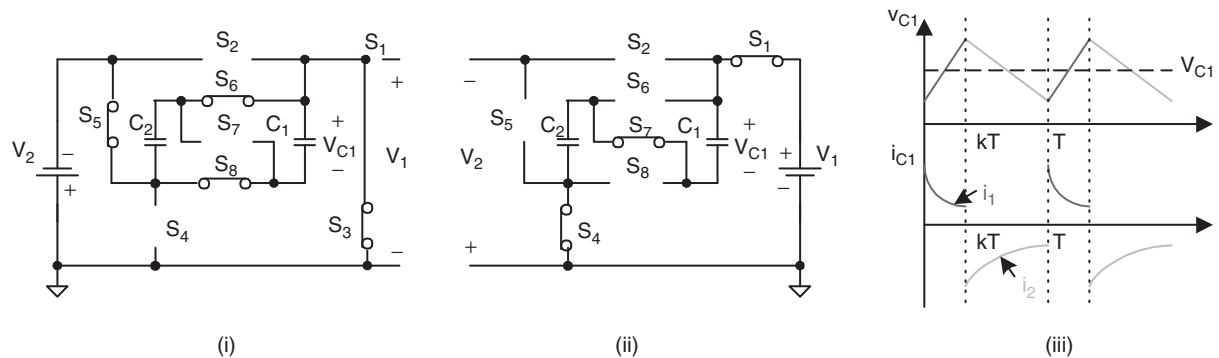 S1
S2
+
S6
S5
C2
S7
C1
+
V2
−
VC1
V1
+
S8
−
S4
S3
−
(i)
S2
S1
−
S6
S5
C2
S7
C1
+
V2
VC1
+
V1
S8
−
−
+
S4
(ii)
vC1
VC1
kT
T
iC1
i1
kT
T
i2
(iii)